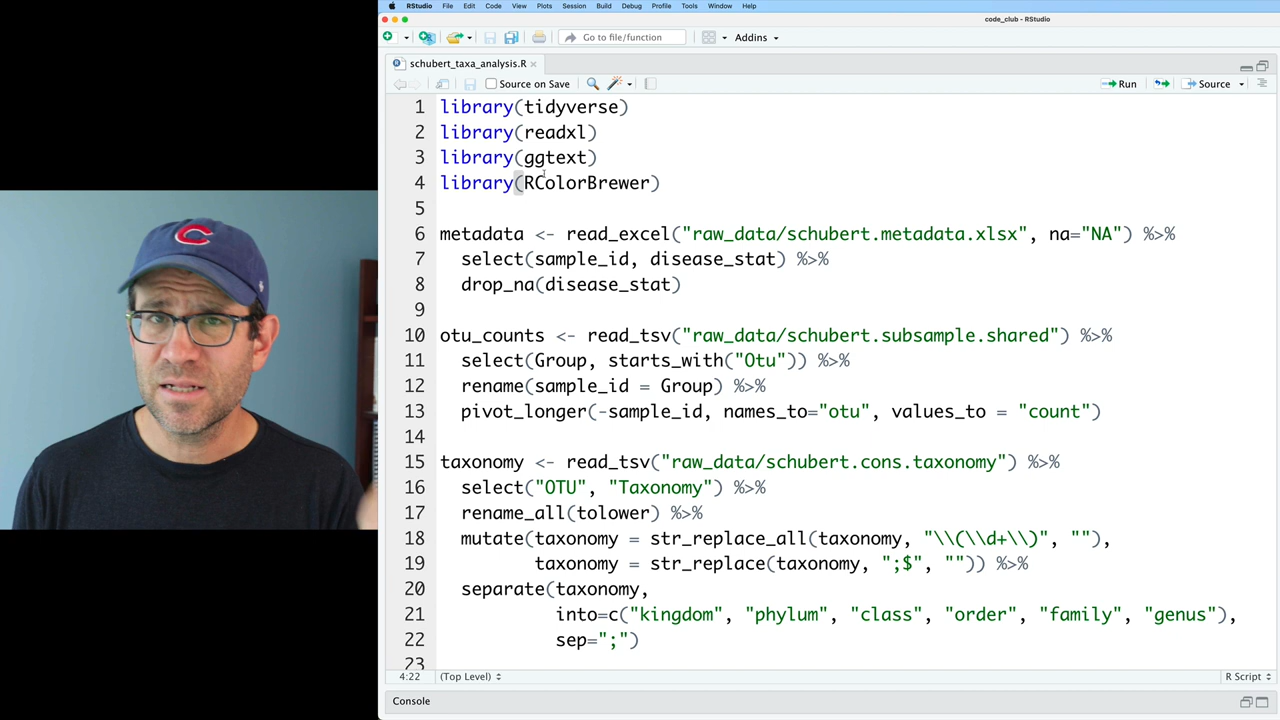 RStudio File Edit Code View Plots Session Build Debug Profile Tools Window Help
code_club - RStudio
Go to file/function Addins
schubert_taxa_analysis.R
Source on Save Run Source
1 library(tidyverse)
2 library(readxl)
3 library(ggtext)
4 library(RColorBrewer)
5
6 metadata <- read_excel("raw_data/schubert.metadata.xlsx", na="NA") %>%
7 select(sample_id, disease_stat) %>%
8 drop_na(disease_stat)
9
10 otu_counts <- read_tsv("raw_data/schubert.subsample.shared") %>%
11 select(Group, starts_with("Otu")) %>%
12 rename(sample_id = Group) %>%
13 pivot_longer(-sample_id, names_to="otu", values_to = "count")
14
15 taxonomy <- read_tsv("raw_data/schubert.cons.taxonomy") %>%
16 select("OTU", "Taxonomy") %>%
17 rename_all(tolower) %>%
18 mutate(taxonomy = str_replace_all(taxonomy, "\\(\\d+\\)", ""),
19 taxonomy = str_replace(taxonomy, ";$", "")) %>%
20 separate(taxonomy,
21 into=c("kingdom", "phylum", "class", "order", "family", "genus"),
22 sep=";")
23
4:22 (Top Level) R Script
Console
C